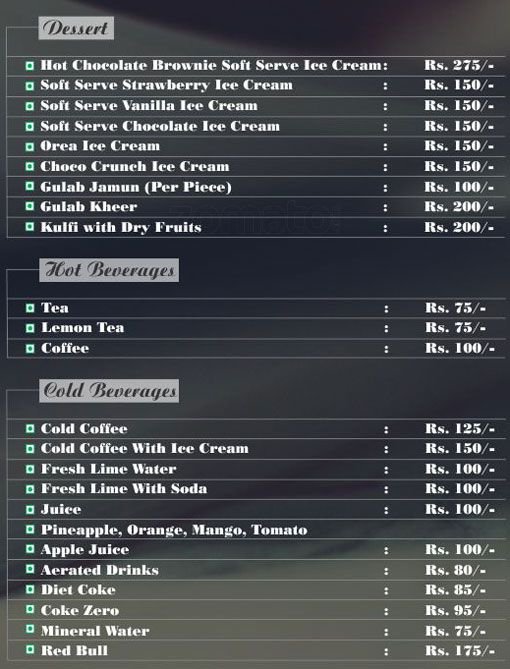 Dessert
Hot Chocolate Brownie Soft Serve Ice Cream: Rs. 275/-
Soft Serve Strawberry Ice Cream : Rs. 150/-
Soft Serve Vanilla Ice Cream : Rs. 150/-
Soft Serve Chocolate Ice Cream : Rs. 150/-
Orea Ice Cream : Rs. 150/-
Choco Crunch Ice Cream : Rs. 150/-
Gulab Jamun (Per Piece) : Rs. 100/-
Gulab Kheer : Rs. 200/-
Kulfi with Dry Fruits : Rs. 200/-
Hot Beverages
Tea : Rs. 75/-
Lemon Tea : Rs. 75/-
Coffee : Rs. 100/-
Cold Beverages
Cold Coffee : Rs. 125/-
Cold Coffee With Ice Cream : Rs. 150/-
Fresh Lime Water : Rs. 100/-
Fresh Lime With Soda : Rs. 100/-
Juice : Rs. 100/-
Pineapple, Orange, Mango, Tomato
Apple Juice : Rs. 100/-
Aerated Drinks : Rs. 80/-
Diet Coke : Rs. 85/-
Coke Zero : Rs. 95/-
Mineral Water : Rs. 75/-
Red Bull : Rs. 175/-